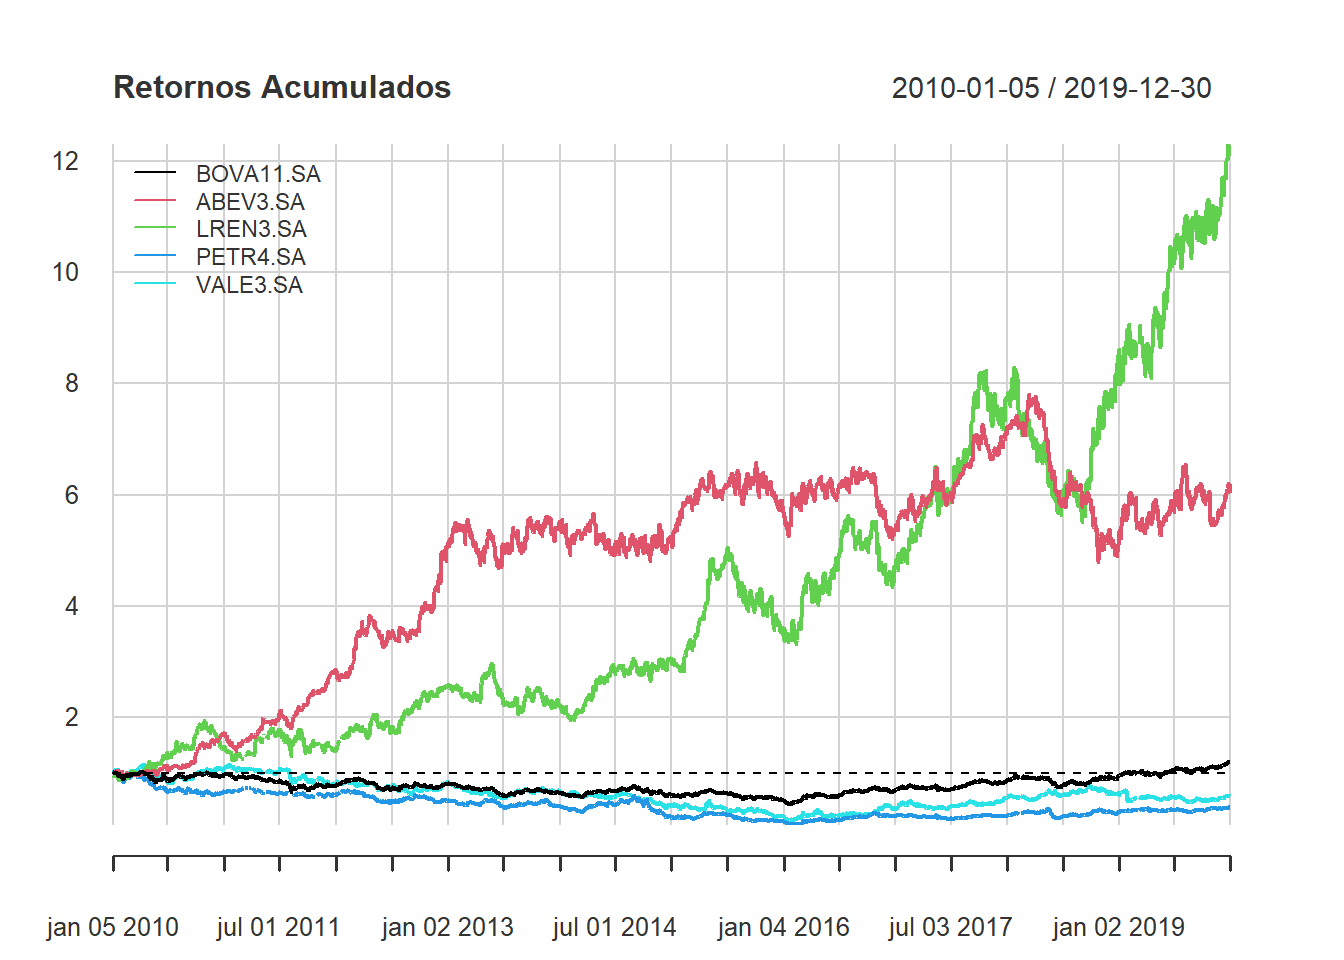 Retornos Acumulados
2010-01-05 / 2019-12-30
BOVA11.SA
ABEV3.SA
LREN3.SA
PETR4.SA
VALE3.SA
12
10
8
6
4
2
jan 05 2010
jul 01 2011
jan 02 2013
jul 01 2014
jan 04 2016
jul 03 2017
jan 02 2019